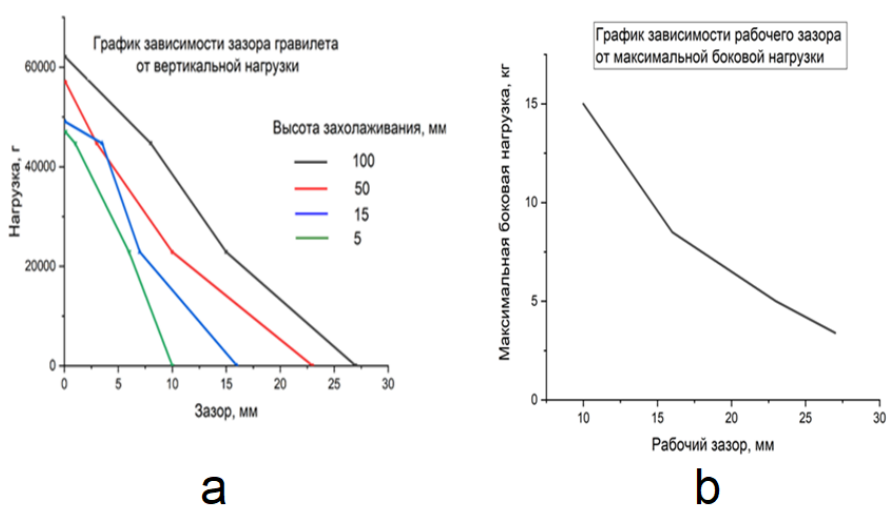 График зависимости зазора гравилета
от вертикальной нагрузки
Нагрузка, г
60000
40000
20000
0
Высота захолаживания, мм
100
50
15
5
0 5 10 15 20 25 30
Зазор, мм
a
График зависимости рабочего зазора
от максимальной боковой нагрузки
Максимальная боковая нагрузка, кг
15
10
5
0
10 15 20 25 30
Рабочий зазор, мм
b